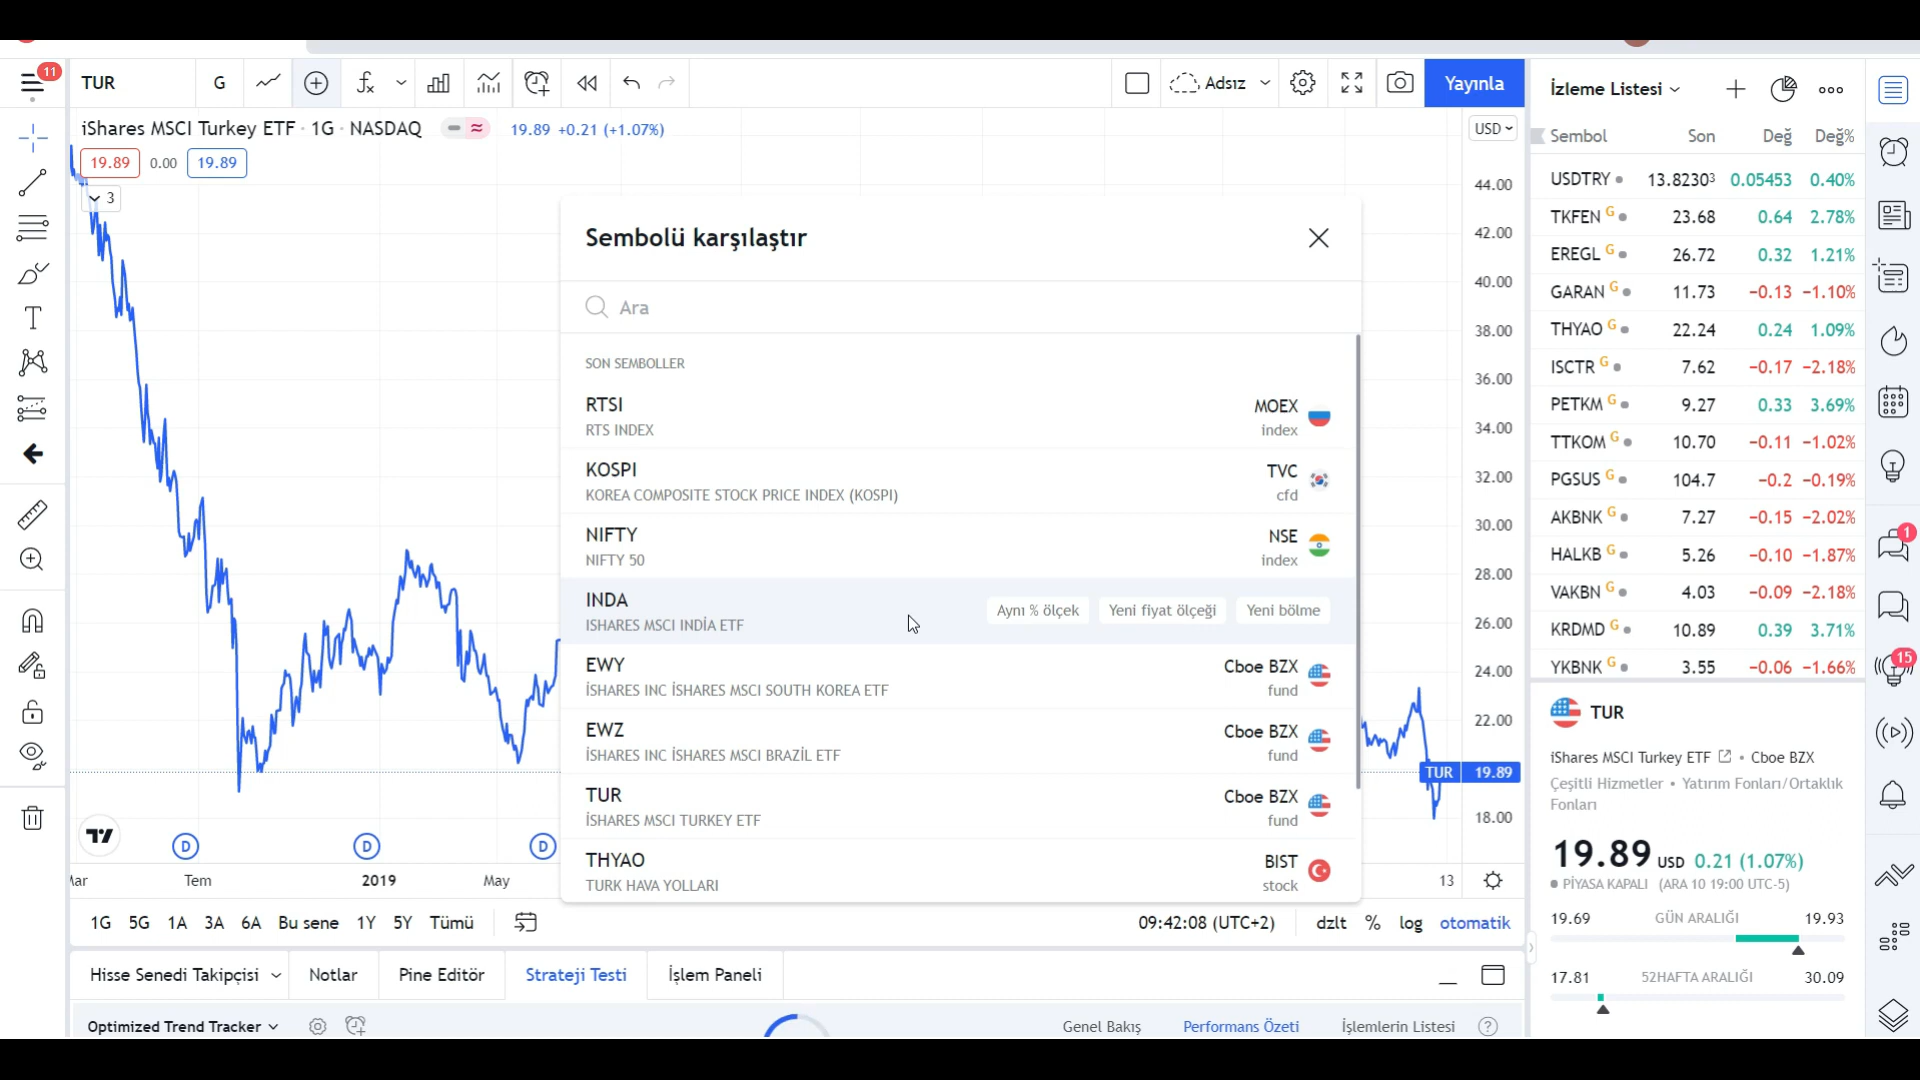 11
TUR
G
Adsız
Yayınla
iShares MSCI Turkey ETF · 1G · NASDAQ
19.89 +0.21 (+1.07%)
19.89 0.00 19.89
3
USD
44.00
42.00
40.00
38.00
36.00
34.00
32.00
30.00
28.00
26.00
24.00
22.00
TUR 19.89
18.00
Sembolü karşılaştır
Ara
SON SEMBOLLER
RTSI
RTS INDEX
MOEX
index
KOSPI
KOREA COMPOSITE STOCK PRICE INDEX (KOSPI)
TVC
cfd
NIFTY
NIFTY 50
NSE
index
INDA
ISHARES MSCI INDİA ETF
Aynı % ölçek
Yeni fiyat ölçeği
Yeni bölme
EWY
İSHARES INC İSHARES MSCI SOUTH KOREA ETF
Cboe BZX
fund
EWZ
İSHARES INC İSHARES MSCI BRAZİL ETF
Cboe BZX
fund
TUR
İSHARES MSCI TURKEY ETF
Cboe BZX
fund
THYAO
TURK HAVA YOLLARI
BIST
stock
D D D
Tem 2019 May 13
1G 5G 1A 3A 6A Bu sene 1Y 5Y Tümü
09:42:08 (UTC+2)
dzlt % log otomatik
Hisse Senedi Takipçisi
Notlar
Pine Editör
Strateji Testi
İşlem Paneli
Optimized Trend Tracker
Genel Bakış
Performans Özeti
İşlemlerin Listesi
İzleme Listesi
Sembol Son Değ Değ%
USDTRY 13.82303 0.05453 0.40%
TKFEN G 23.68 0.64 2.78%
EREGL G 26.72 0.32 1.21%
GARAN G 11.73 −0.13 −1.10%
THYAO G 22.24 0.24 1.09%
ISCTR G 7.62 −0.17 −2.18%
PETKM G 9.27 0.33 3.69%
TTKOM G 10.70 −0.11 −1.02%
PGSUS G 104.7 −0.2 −0.19%
AKBNK G 7.27 −0.15 −2.02%
HALKB G 5.26 −0.10 −1.87%
VAKBN G 4.03 −0.09 −2.18%
KRDMD G 10.89 0.39 3.71%
YKBNK G 3.55 −0.06 −1.66%
TUR
iShares MSCI Turkey ETF • Cboe BZX
Çeşitli Hizmetler • Yatırım Fonları/Ortaklık
Fonları
19.89 USD 0.21 (1.07%)
PİYASA KAPALI (ARA 10 19:00 UTC-5)
19.69 GÜN ARALIĞI 19.93
17.81 52HAFTA ARALIĞI 30.09
1
15